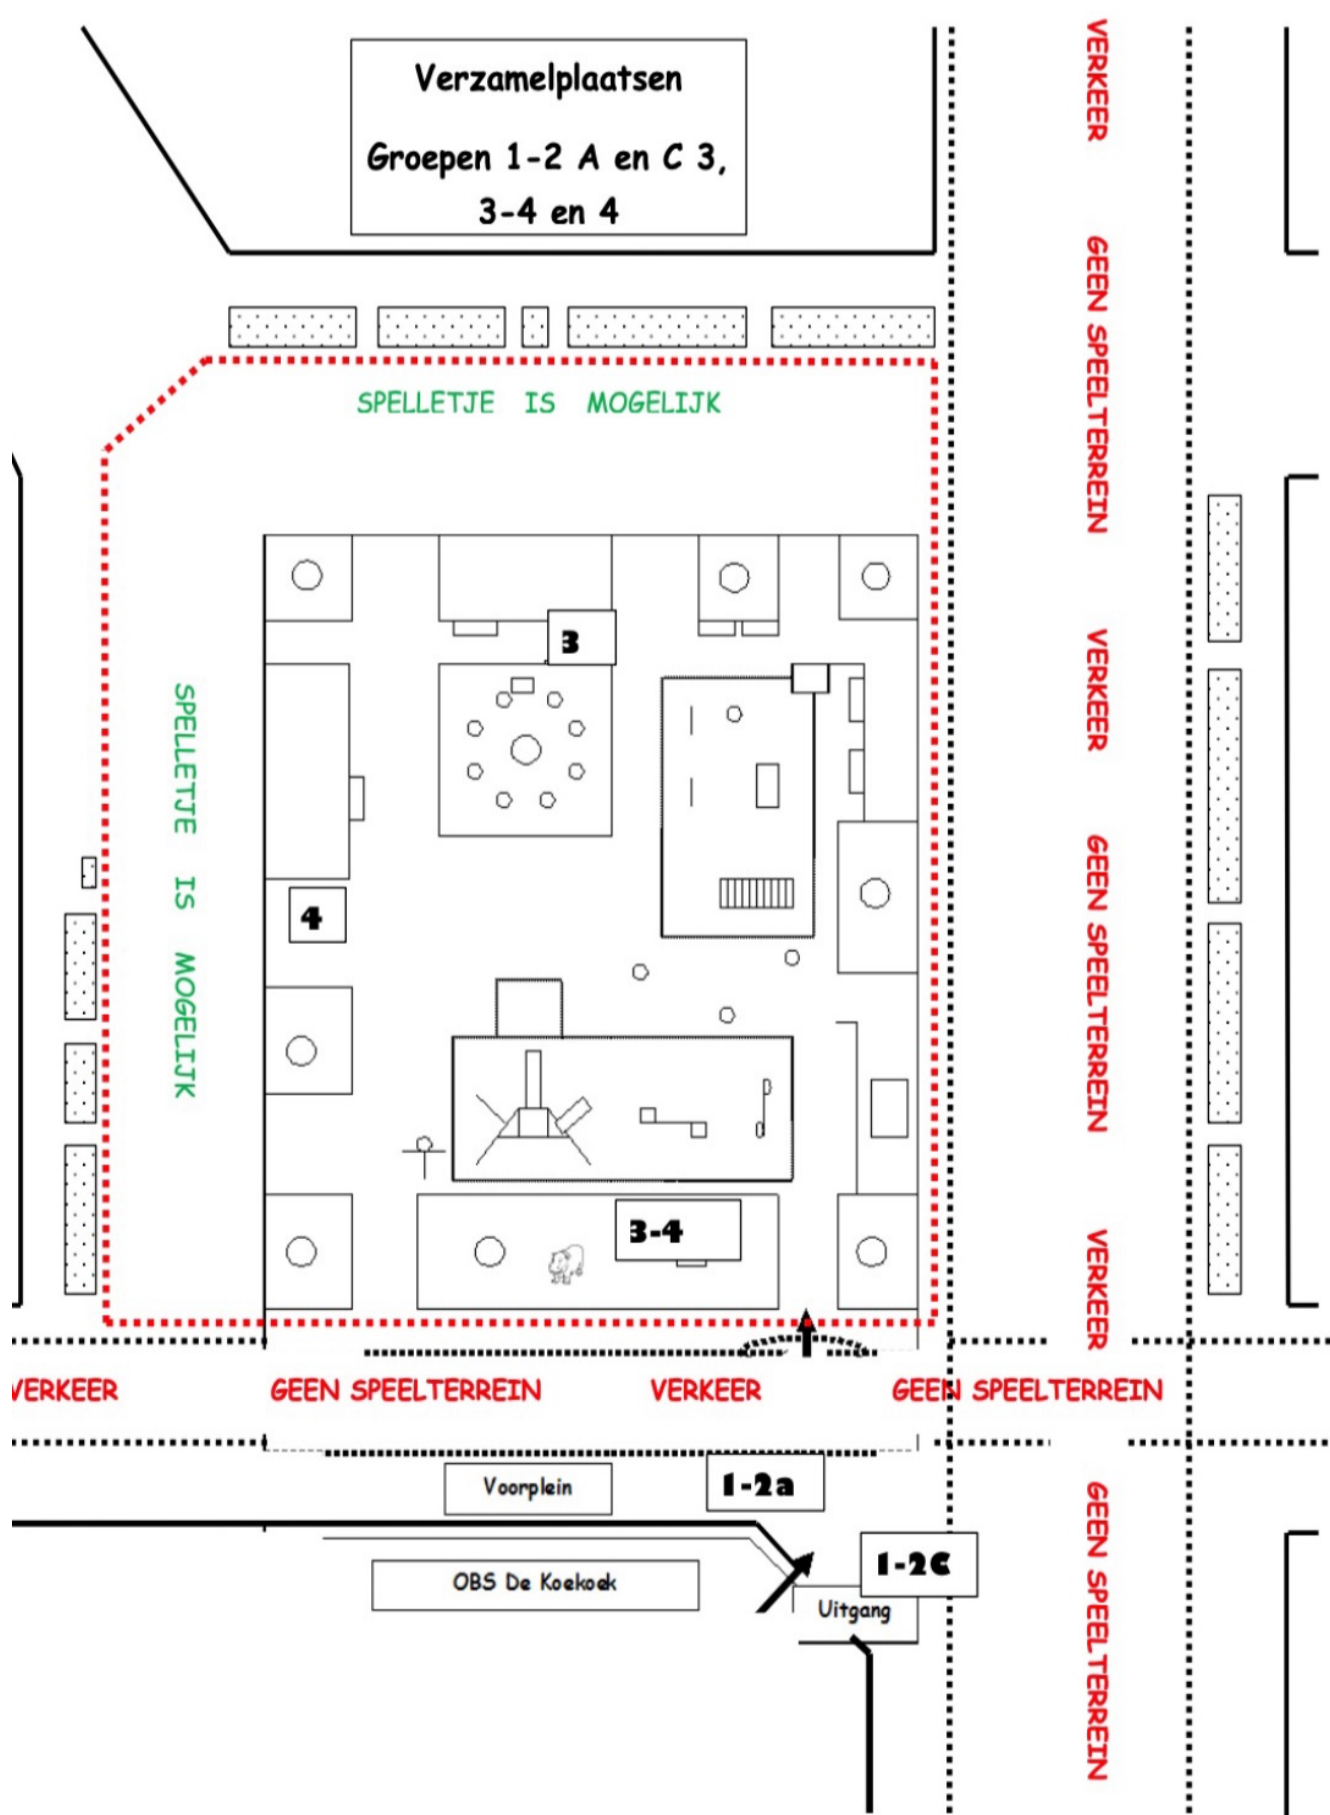 Verzamelplaatsen
Groepen 1-2 A en C 3,
3-4 en 4
VERKEER
GEEN SPEELTERREIN
SPELLETJE IS MOGELIJK
3
VERKEER
SPELLETJE IS MOGELIJK
GEEN SPEELTERREIN
4
3-4
VERKEER
VERKEER GEEN SPEELTERREIN VERKEER GEEN SPEELTERREIN
Voorplein
1-2a
GEEN SPEELTERREIN
1-2C
OBS De Koekoek
Uitgang